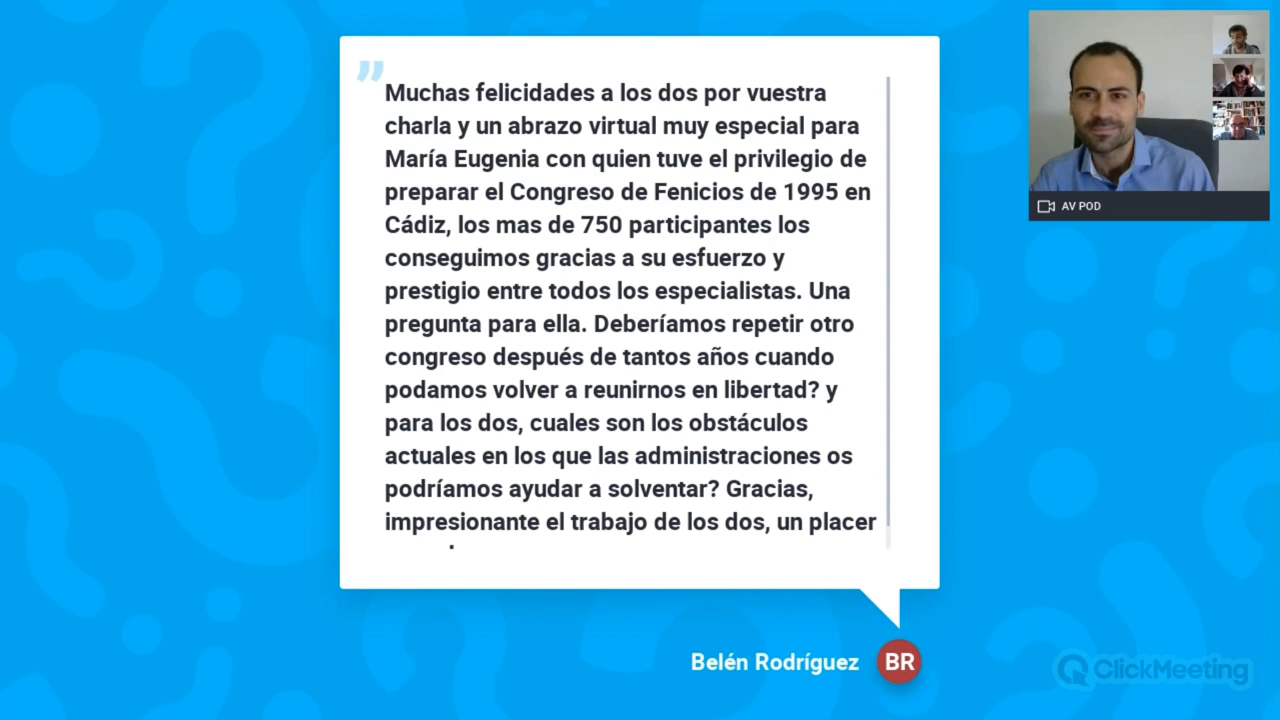 Muchas felicidades a los dos por vuestra
charla y un abrazo virtual muy especial para
María Eugenia con quien tuve el privilegio de
preparar el Congreso de Fenicios de 1995 en
Cádiz, los mas de 750 participantes los
conseguimos gracias a su esfuerzo y
prestigio entre todos los especialistas. Una
pregunta para ella. Deberíamos repetir otro
congreso después de tantos años cuando
podamos volver a reunirnos en libertad? y
para los dos, cuales son los obstáculos
actuales en los que las administraciones os
podríamos ayudar a solventar? Gracias,
impresionante el trabajo de los dos, un placer
Belén Rodríguez
BR
AV POD
ClickMeeting